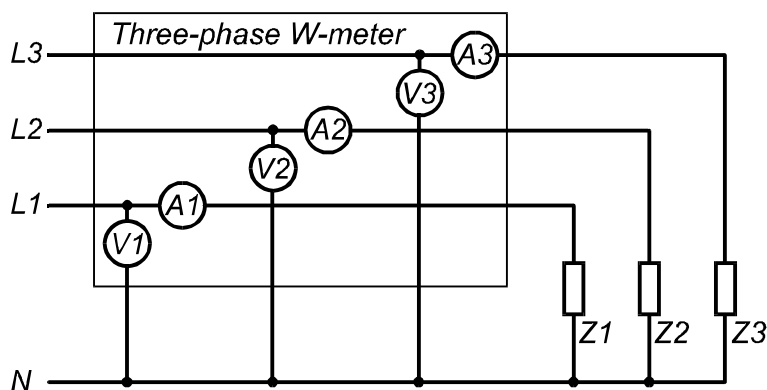 Three-phase W-meter
L3
A3
V3
L2
A2
V2
L1
A1
V1
Z1
Z2
Z3
N